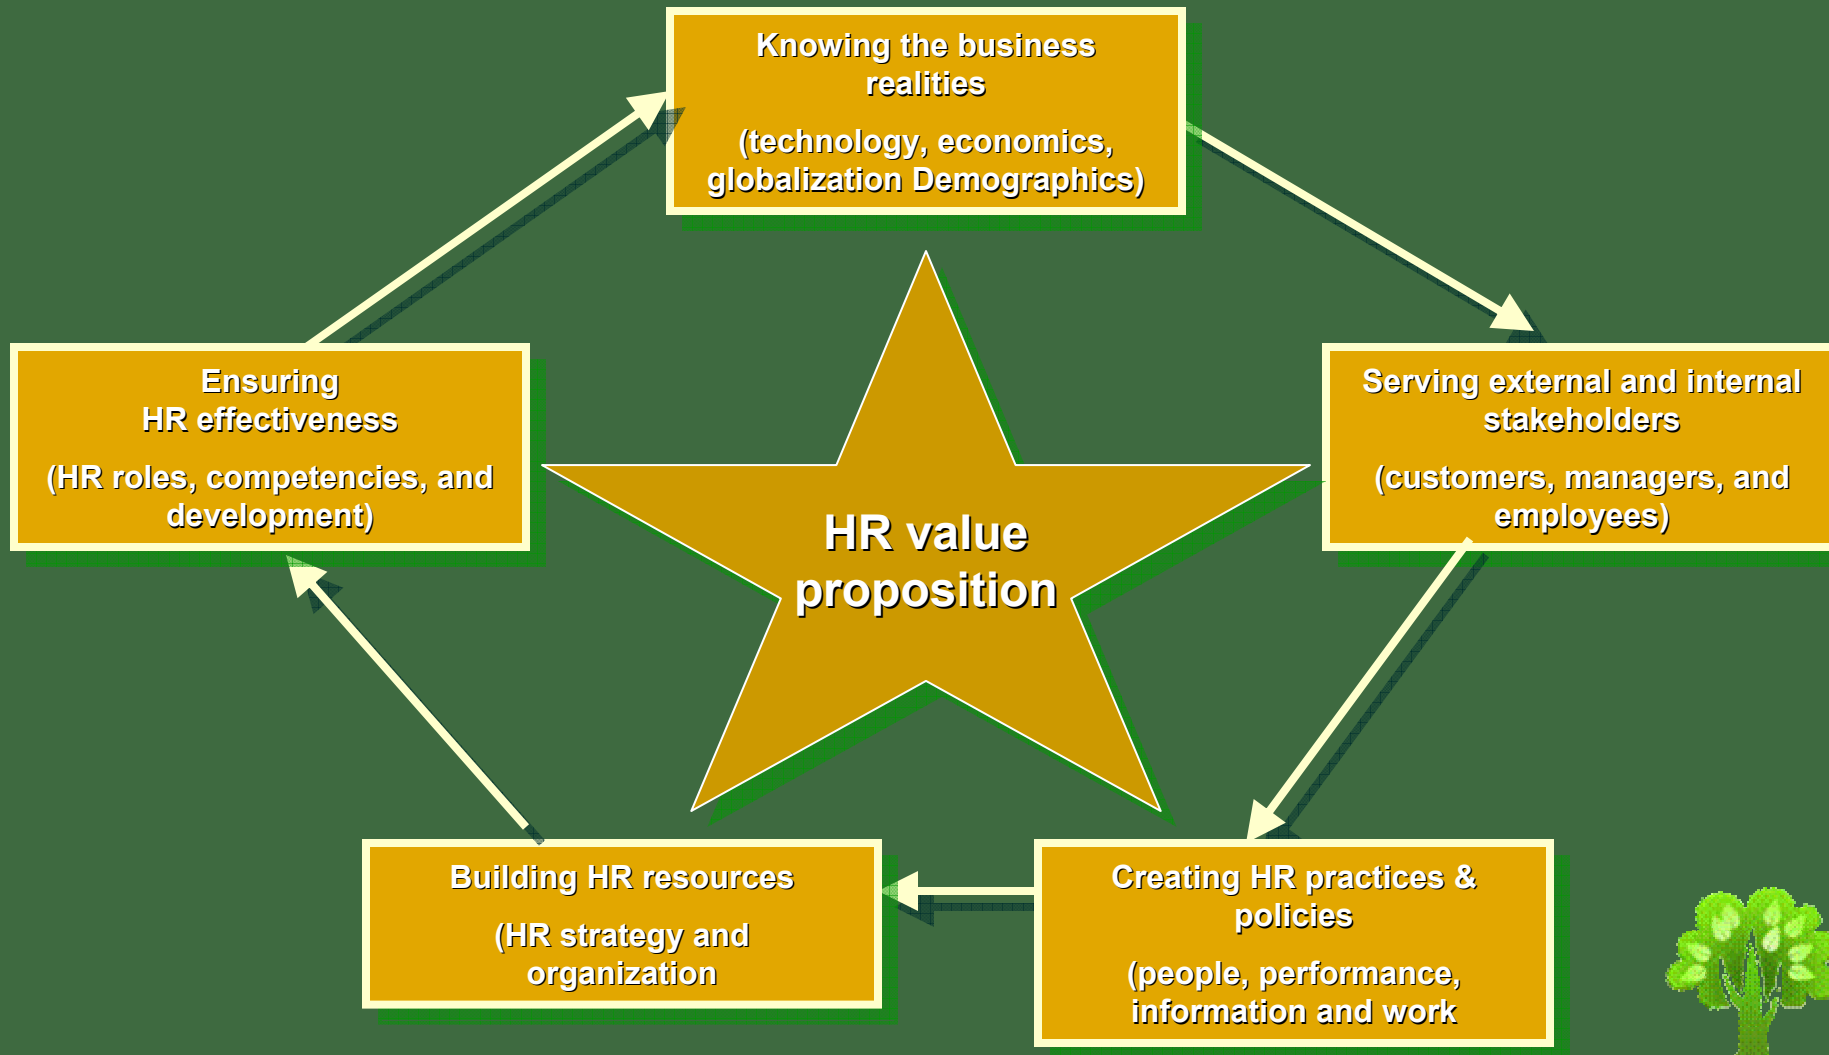 Knowing the business
realities
(technology, economics,
globalization Demographics)
Ensuring
HR effectiveness
(HR roles, competencies, and
development)
Serving external and internal
stakeholders
(customers, managers, and
employees)
HR value
proposition
Building HR resources
(HR strategy and
organization
Creating HR practices &
policies
(people, performance,
information and work